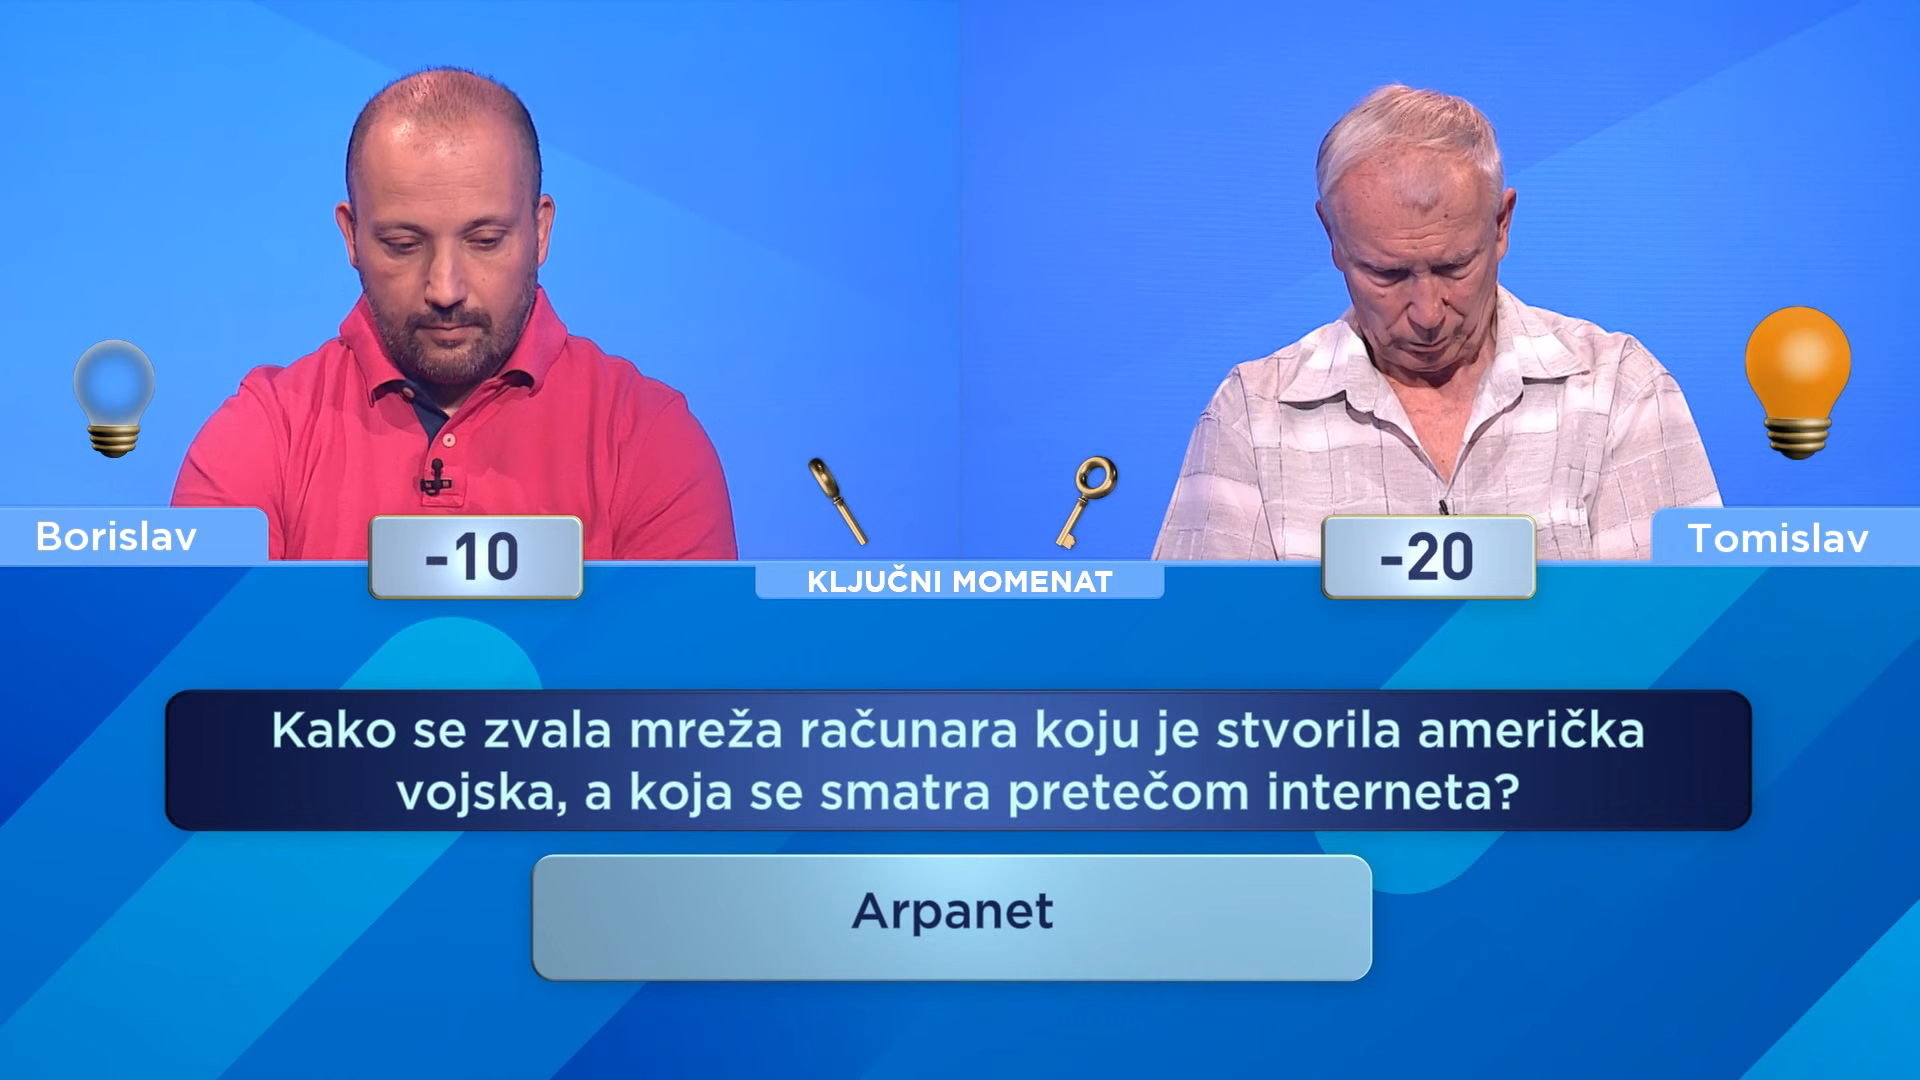 Borislav
-10
KLJUČNI MOMENAT
-20
Tomislav
Kako se zvala mreža računara koju je stvorila američka
vojska, a koja se smatra pretečom interneta?
Arpanet